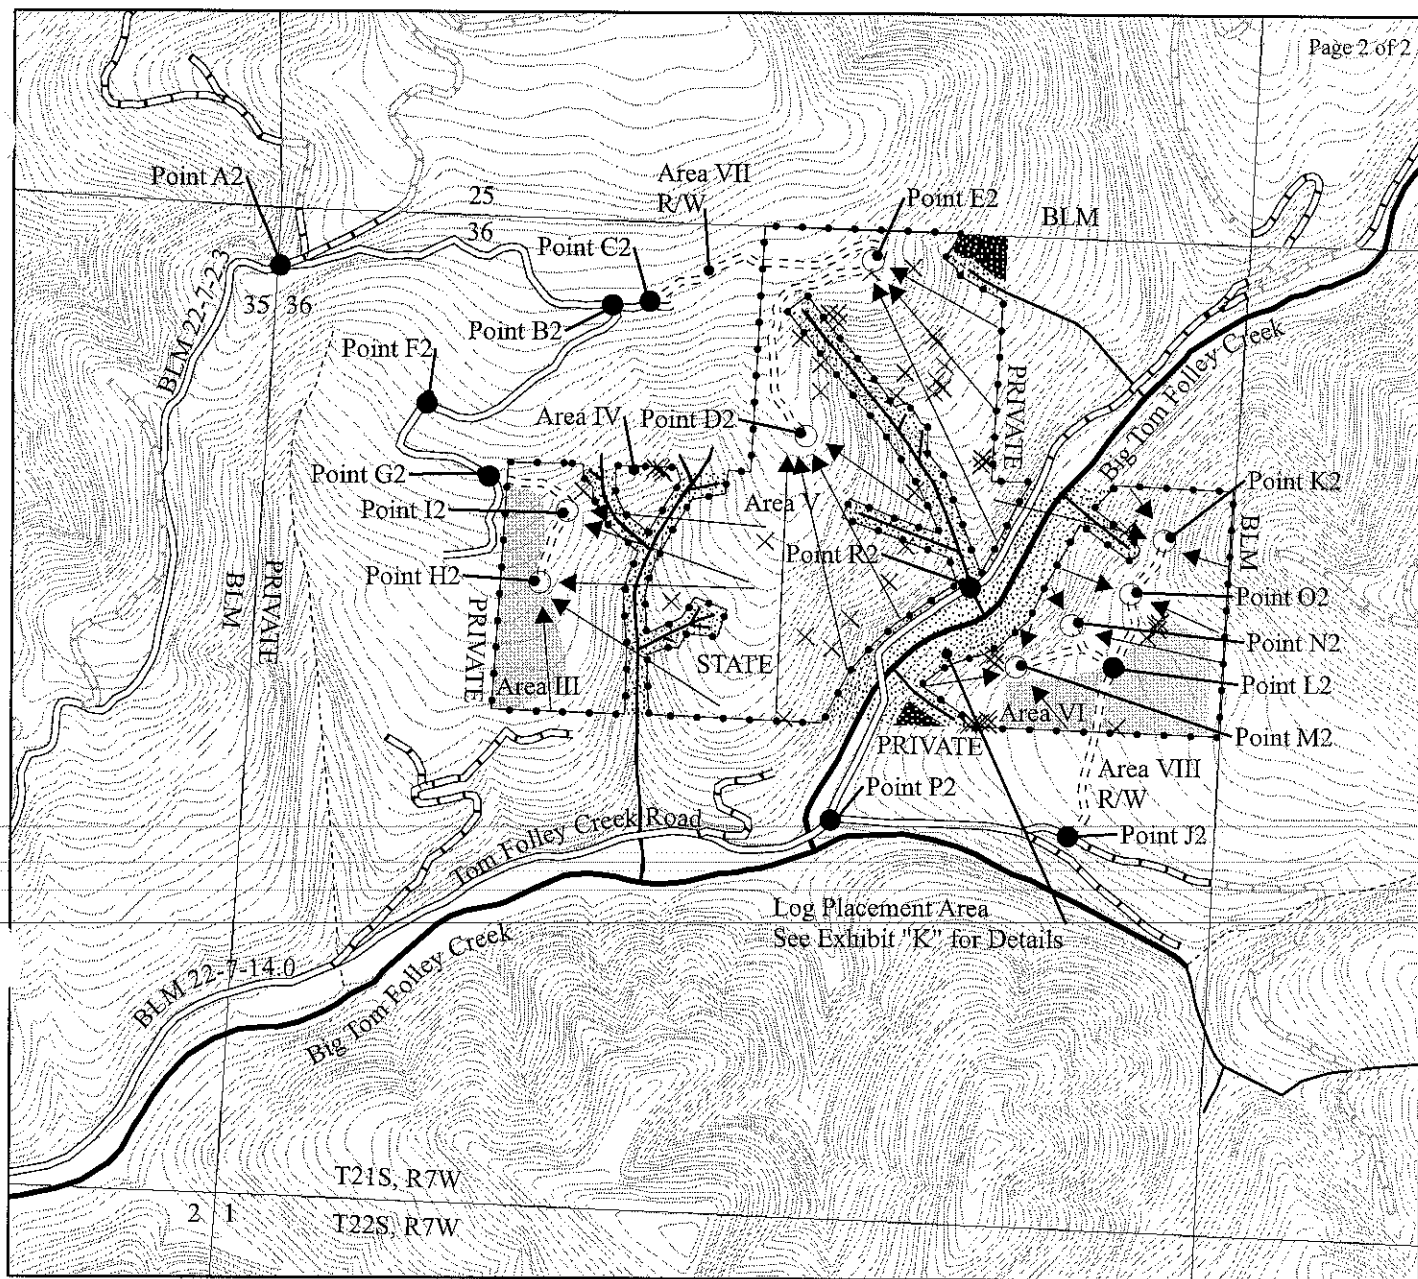 Page 2 of 2
Point A2
25
36
Area VII
R/W
Point E2
BLM
Point C2
35 36
Point B2
BLM 22-7-2.3
Point F2
Big Tom Folley Creek
PRIVATE
Area IV
Point D2
Point G2
Point K2
Area V
Point I2
BLM
Point R2
Point H2
BLM
PRIVATE
Point O2
PRIVATE
Point N2
STATE
Area III
Point L2
Area VI
Point M2
PRIVATE
Area VIII
R/W
Point P2
Tom Folley Creek Road
Point J2
Log Placement Area
See Exhibit "K" for Details
BLM 22-7-14.0
Big Tom Folley Creek
T21S, R7W
2 1
T22S, R7W